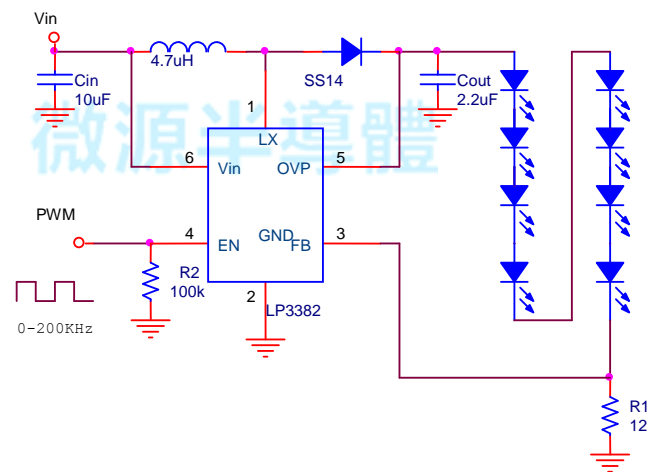 Vin
4.7uH
SS14
Cin
10uF
Cout
2.2uF
1
LX
微源半導體
6
Vin
OVP
5
PWM
4
EN
GND
FB
3
R2
100k
2
LP3382
0-200KHz
R1
12